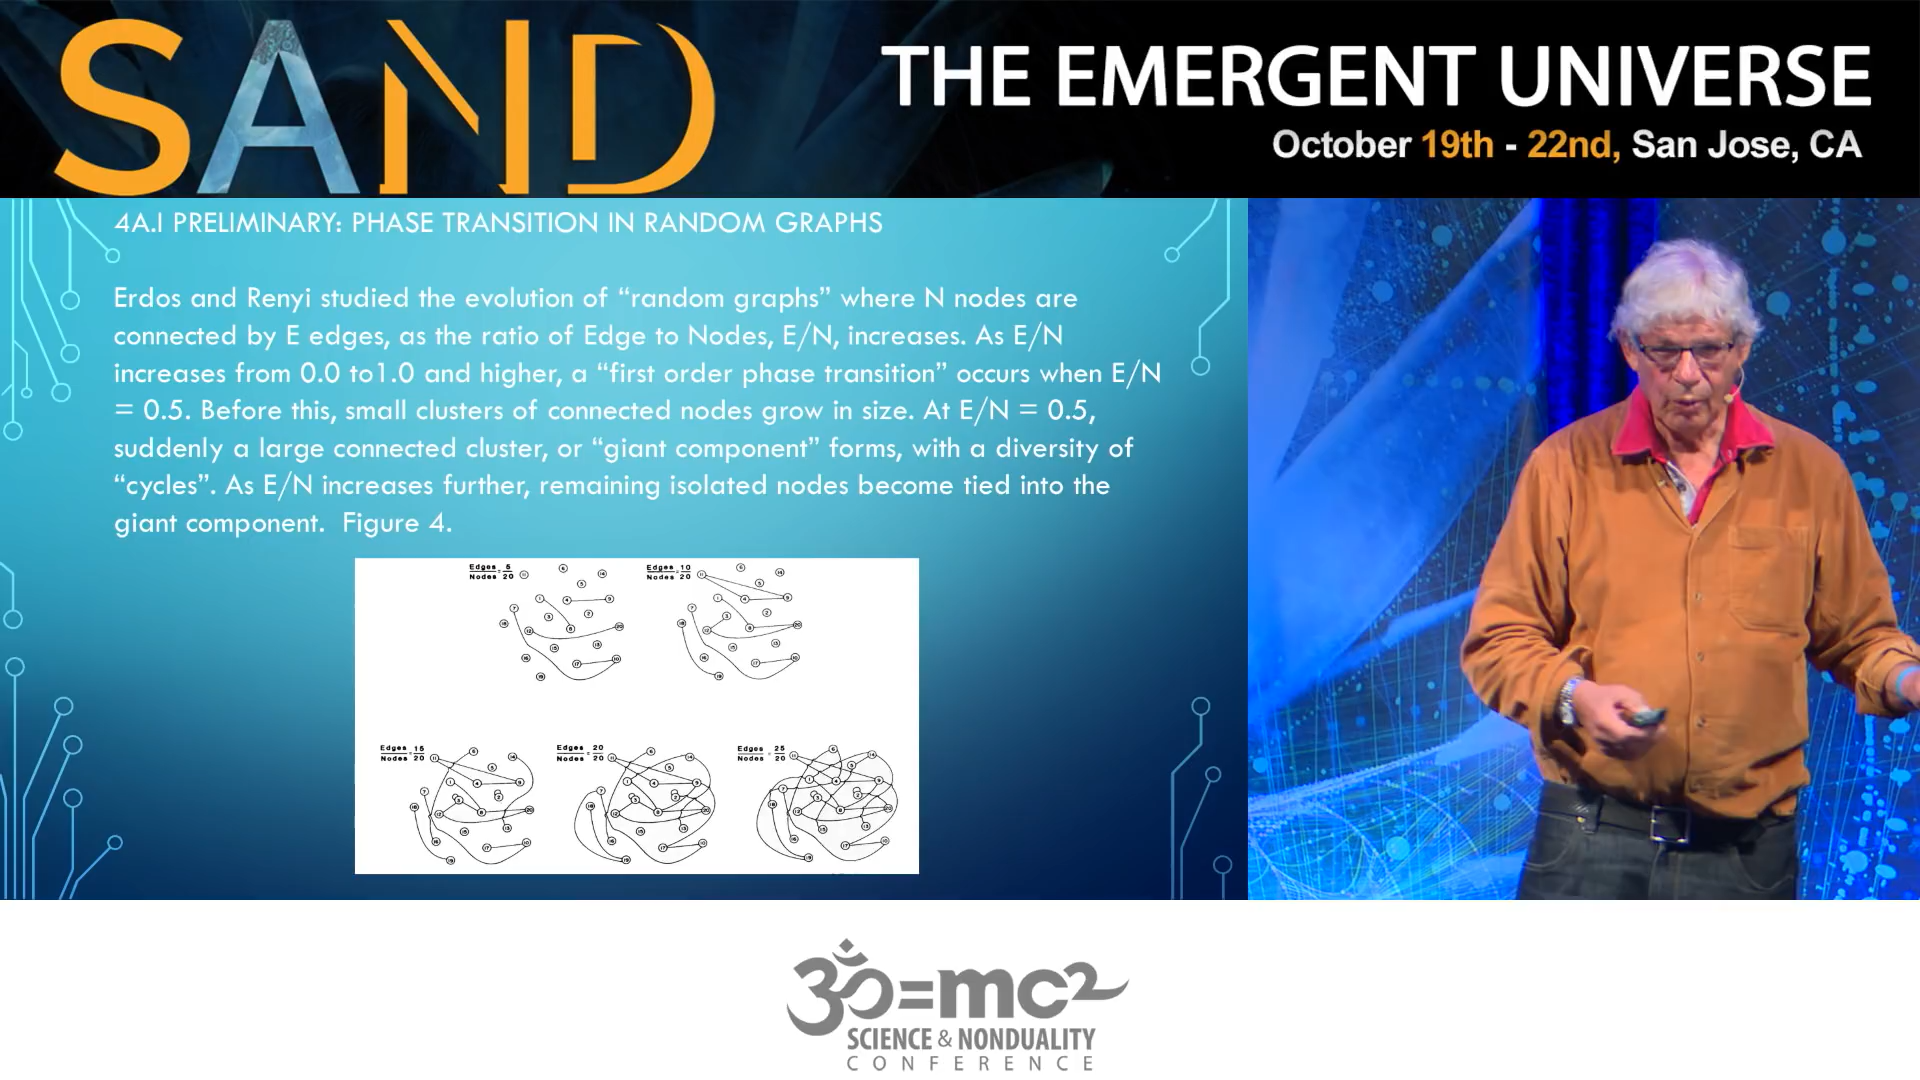 SAND
THE EMERGENT UNIVERSE
October 19th - 22nd, San Jose, CA
4A.I PRELIMINARY: PHASE TRANSITION IN RANDOM GRAPHS
Erdos and Renyi studied the evolution of “random graphs” where N nodes are
connected by E edges, as the ratio of Edge to Nodes, E/N, increases. As E/N
increases from 0.0 to1.0 and higher, a “first order phase transition” occurs when E/N
= 0.5. Before this, small clusters of connected nodes grow in size. At E/N = 0.5,
suddenly a large connected cluster, or “giant component” forms, with a diversity of
“cycles”. As E/N increases further, remaining isolated nodes become tied into the
giant component.  Figure 4.
Edges 5
Nodes 20
Edges 10
Nodes 20
Edges 15
Nodes 20
Edges 20
Nodes 20
Edges 25
Nodes 20
ॐ=mc2
SCIENCE & NONDUALITY
CONFERENCE